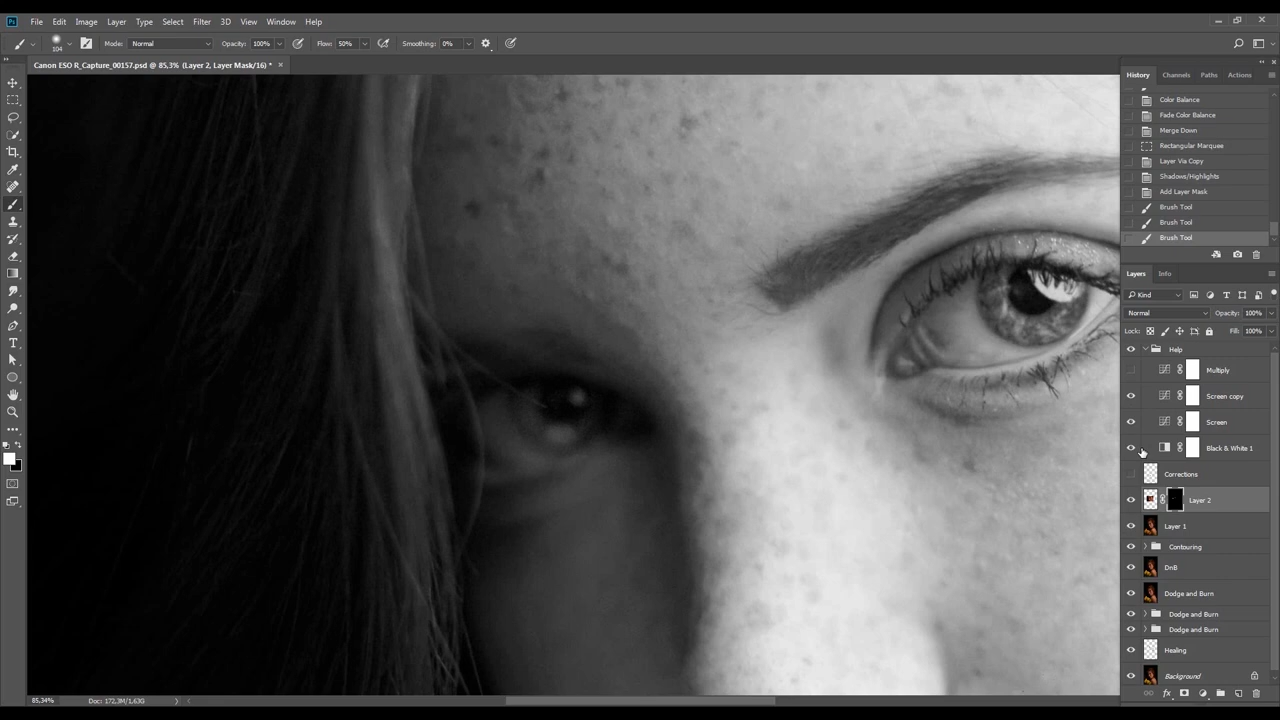 Ps File Edit Image Layer Type Select Filter 3D View Window Help
104 Mode: Normal Opacity: 100% Flow: 50% Smoothing: 0%
Canon ESO R_Capture_00157.psd @ 85,3% (Layer 2, Layer Mask/16) * ×
History Channels Paths Actions
Color Balance
Fade Color Balance
Merge Down
Rectangular Marquee
Layer Via Copy
Shadows/Highlights
Add Layer Mask
Brush Tool
Brush Tool
Brush Tool
Layers Info
Kind
Normal Opacity: 100%
Lock: Fill: 100%
Help
Multiply
Screen copy
Screen
Black & White 1
Corrections
Layer 2
Layer 1
Contouring
DnB
Dodge and Burn
Dodge and Burn
Dodge and Burn
Healing
Background
85,34% Doc: 172,3M/1,63G